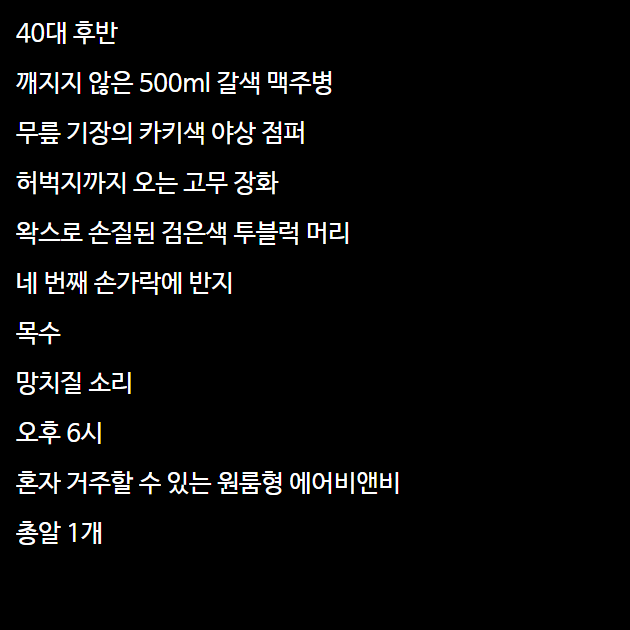 40대 후반
깨지지 않은 500ml 갈색 맥주병
무릎 기장의 카키색 야상 점퍼
허벅지까지 오는 고무 장화
왁스로 손질된 검은색 투블럭 머리
네 번째 손가락에 반지
목수
망치질 소리
오후 6시
혼자 거주할 수 있는 원룸형 에어비앤비
총알 1개